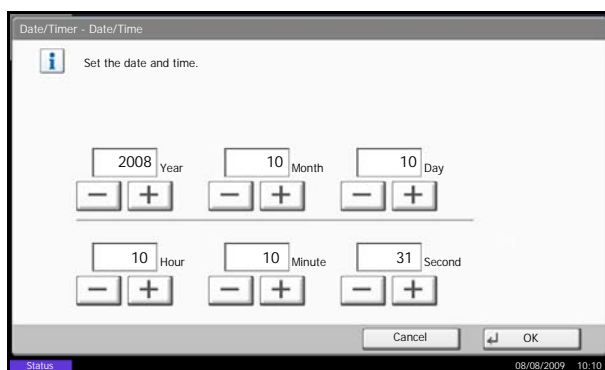 Date/Timer - Date/Time
Set the date and time.
2008 Year 10 Month 10 Day
10 Hour 10 Minute 31 Second
Cancel OK
Status 08/08/2009 10:10